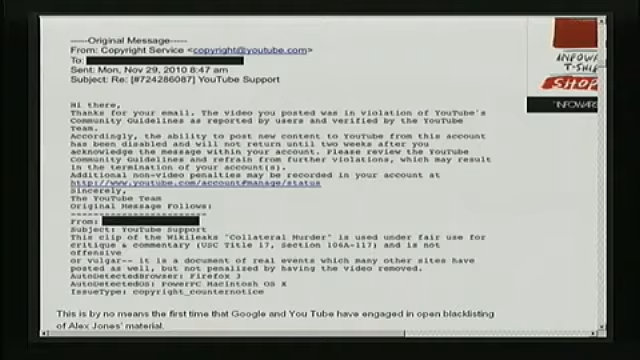 -----Original Message-----
From: Copyright Service <copyright@youtube.com>
To:
Sent: Mon, Nov 29, 2010 8:47 am
Subject: Re: [#724286087] YouTube Support
Hi there,
Thanks for your email. The video you posted was in violation of YouTube's
Community Guidelines as reported by users and verified by the YouTube
Team.
Accordingly, the ability to post new content to YouTube from this account
has been disabled and will not return until two weeks after you
acknowledge the message within your account. Please review the YouTube
Community Guidelines and refrain from further violations, which may result
in the termination of your account(s).
Additional non-video penalties may be recorded in your account at
http://www.youtube.com/account#manage/status
Sincerely,
The YouTube Team
Original Message Follows:
------------------------
From:
Subject: YouTube Support
This clip of the Wikileaks "Collateral Murder" is used under fair use for
critique & commentary (USC Title 17, Section 106A-117) and is not
offensive
or vulgar-- it is a document of real events which many other sites have
posted as well, but not penalized by having the video removed.
AutoDetectedBrowser: Firefox 3
AutoDetectedOS: PowerPC Macintosh OS X
IssueType: copyright_counternotice
This is by no means the first time that Google and You Tube have engaged in open blacklisting
of Alex Jones' material.
INFOWA
T-SHI
SHOP
"INFOWARS